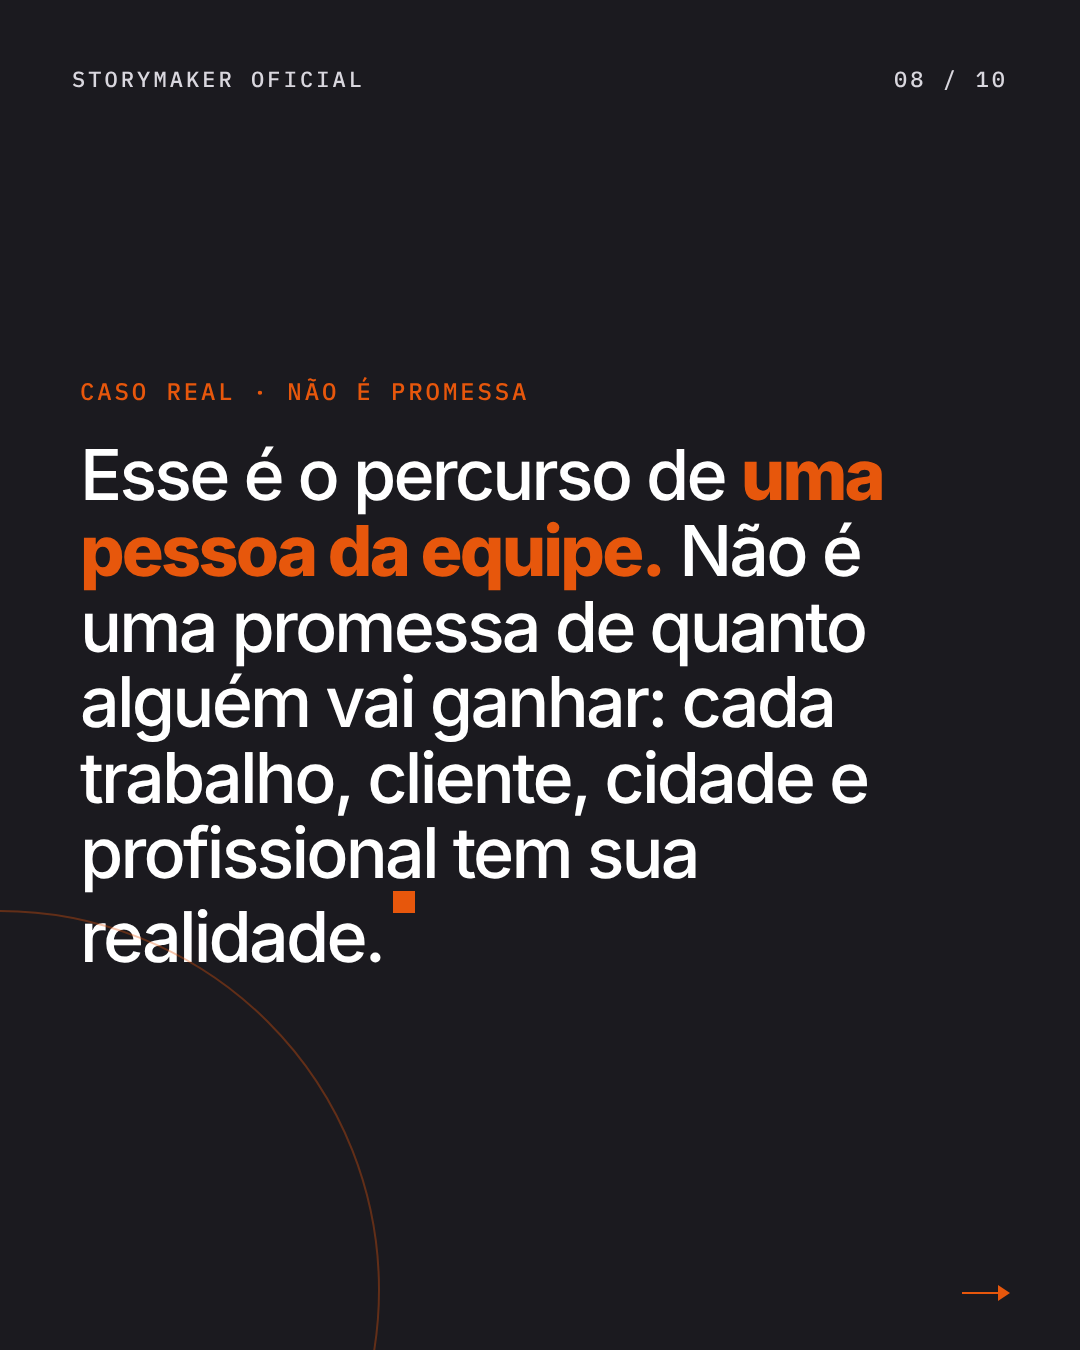 STORYMAKER OFICIAL
08 / 10
CASO REAL · NÃO É PROMESSA
Esse é o percurso de uma
pessoa da equipe. Não é
uma promessa de quanto
alguém vai ganhar: cada
trabalho, cliente, cidade e
profissional tem sua
realidade.